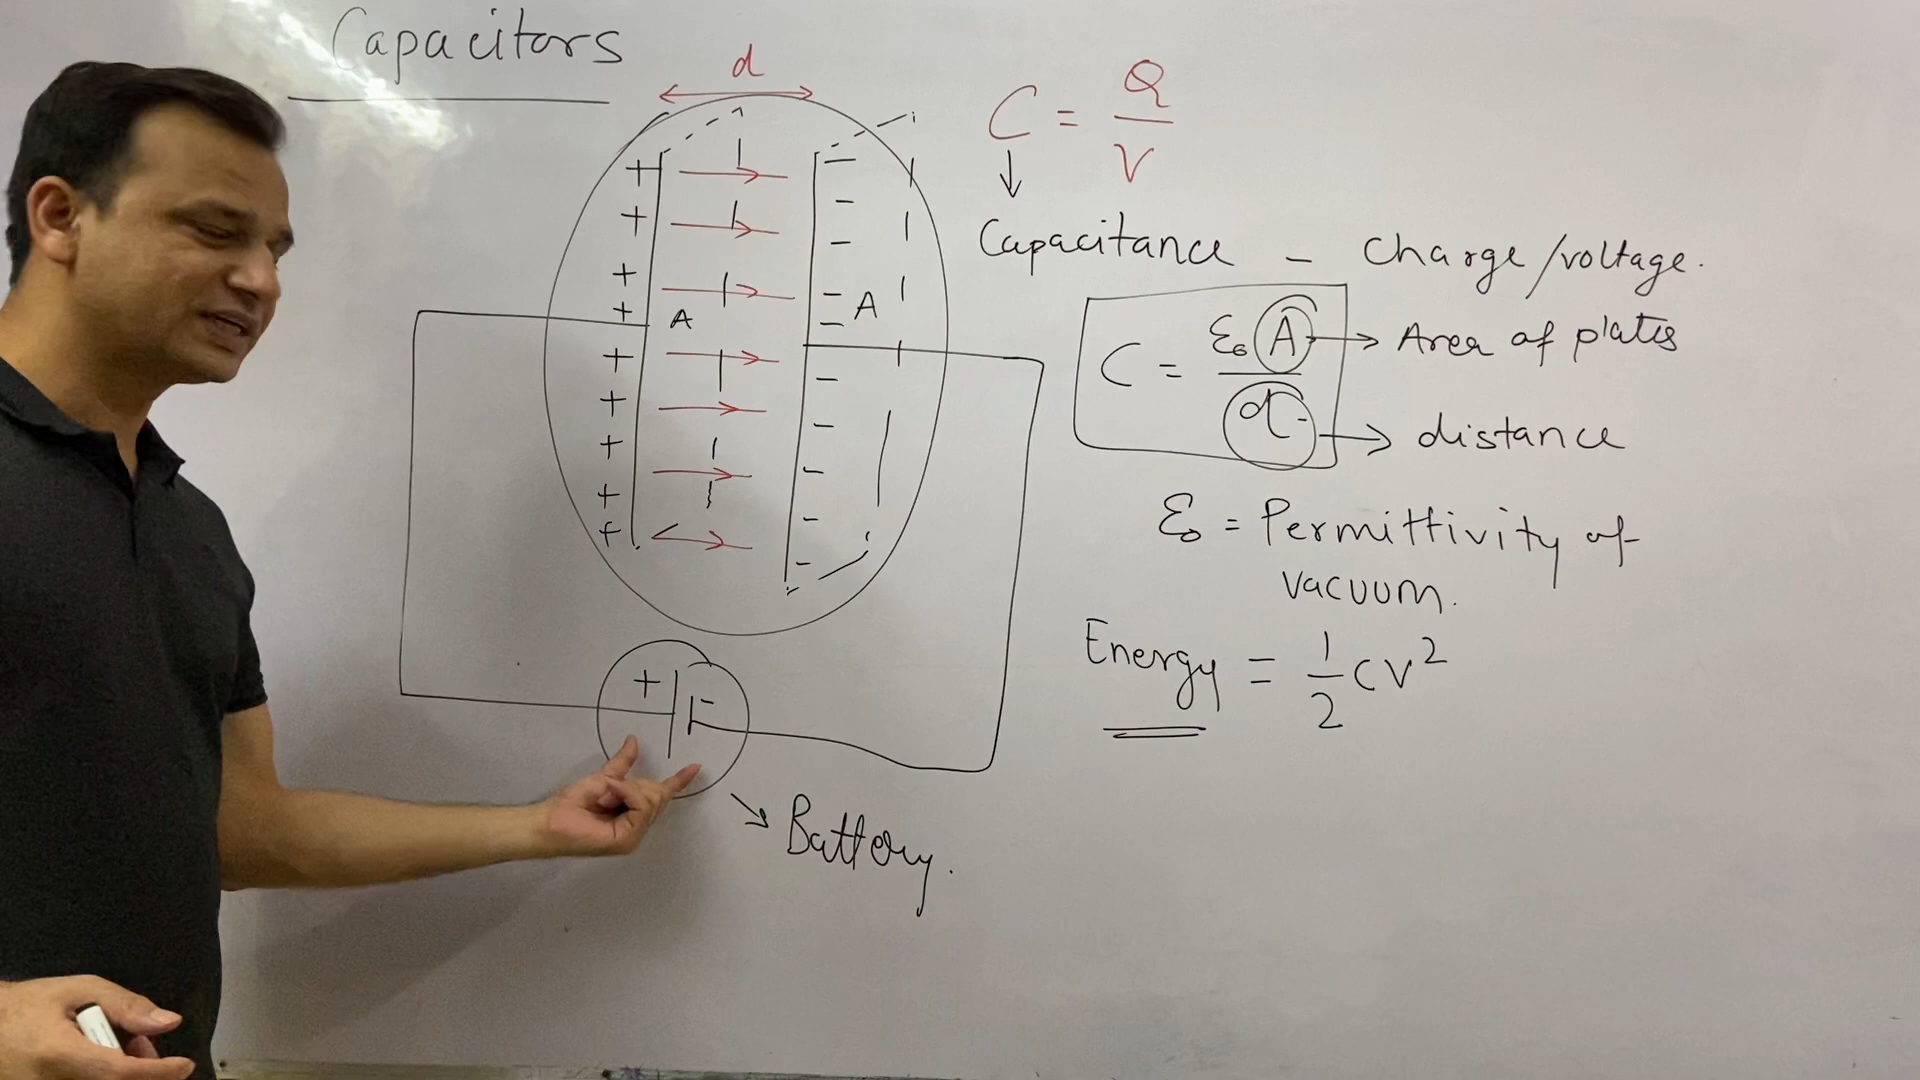 Capacitors
d
C = Q/V
Capacitance - Charge/voltage.
A
A
C = ε₀A/d
→ Area of plates
→ distance
ε₀ = Permittivity of
vacuum.
Energy = 1/2 CV²
+ -
Battery.